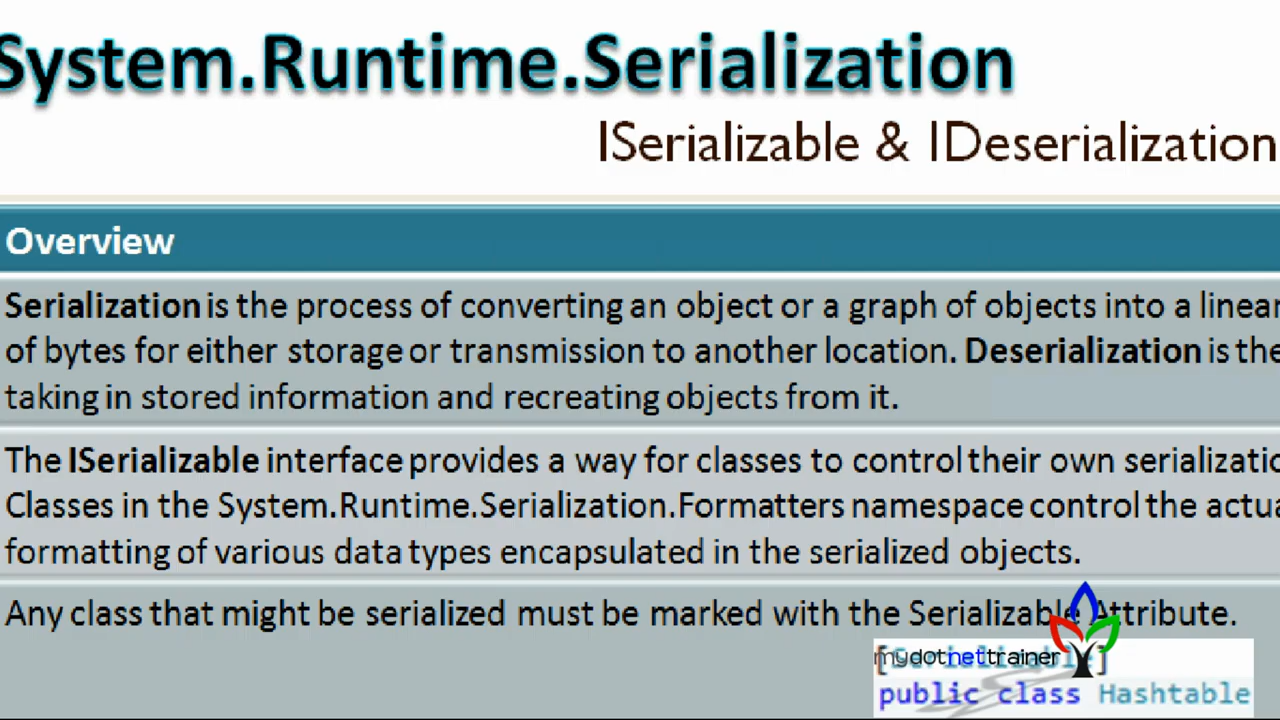 System.Runtime.Serialization
ISerializable & IDeserialization
Overview
Serialization is the process of converting an object or a graph of objects into a linear
of bytes for either storage or transmission to another location. Deserialization is the
taking in stored information and recreating objects from it.
The ISerializable interface provides a way for classes to control their own
Classes in the System.Runtime.Serialization.Formatters namespace control the
formatting of various data types encapsulated in the serialized objects.
Any class that might be serialized must be marked with the Serializable Attribute.
mydotnettrainer
public class Hashtable